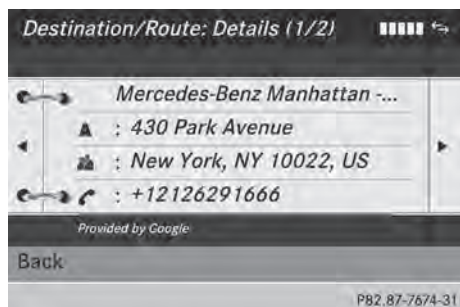 Destination/Route: Details (1/2)
Mercedes-Benz Manhattan -...
: 430 Park Avenue
: New York, NY 10022, US
: +12126291666
Provided by Google
Back
P82.87-7674-31